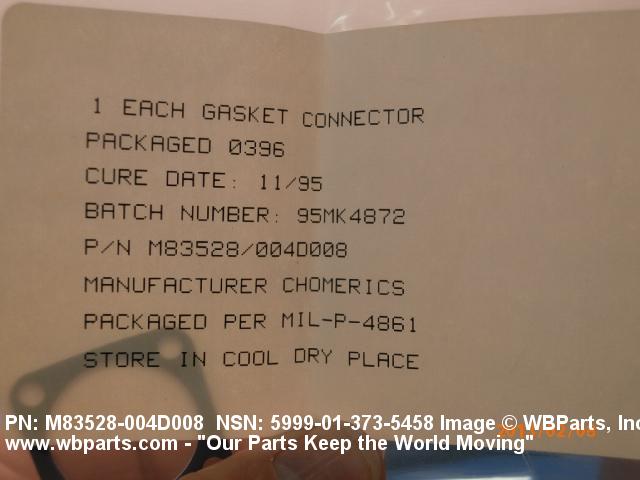 1 EACH GASKET CONNECTOR
PACKAGED 0396
CURE DATE: 11/95
BATCH NUMBER: 95MK4872
P/N M83528/004D008
MANUFACTURER CHOMERICS
PACKAGED PER MIL-P-4861
STORE IN COOL DRY PLACE
PN: M83528-004D008 NSN: 5999-01-373-5458 Image © WBParts, Inc
www.wbparts.com - "Our Parts Keep the World Moving"